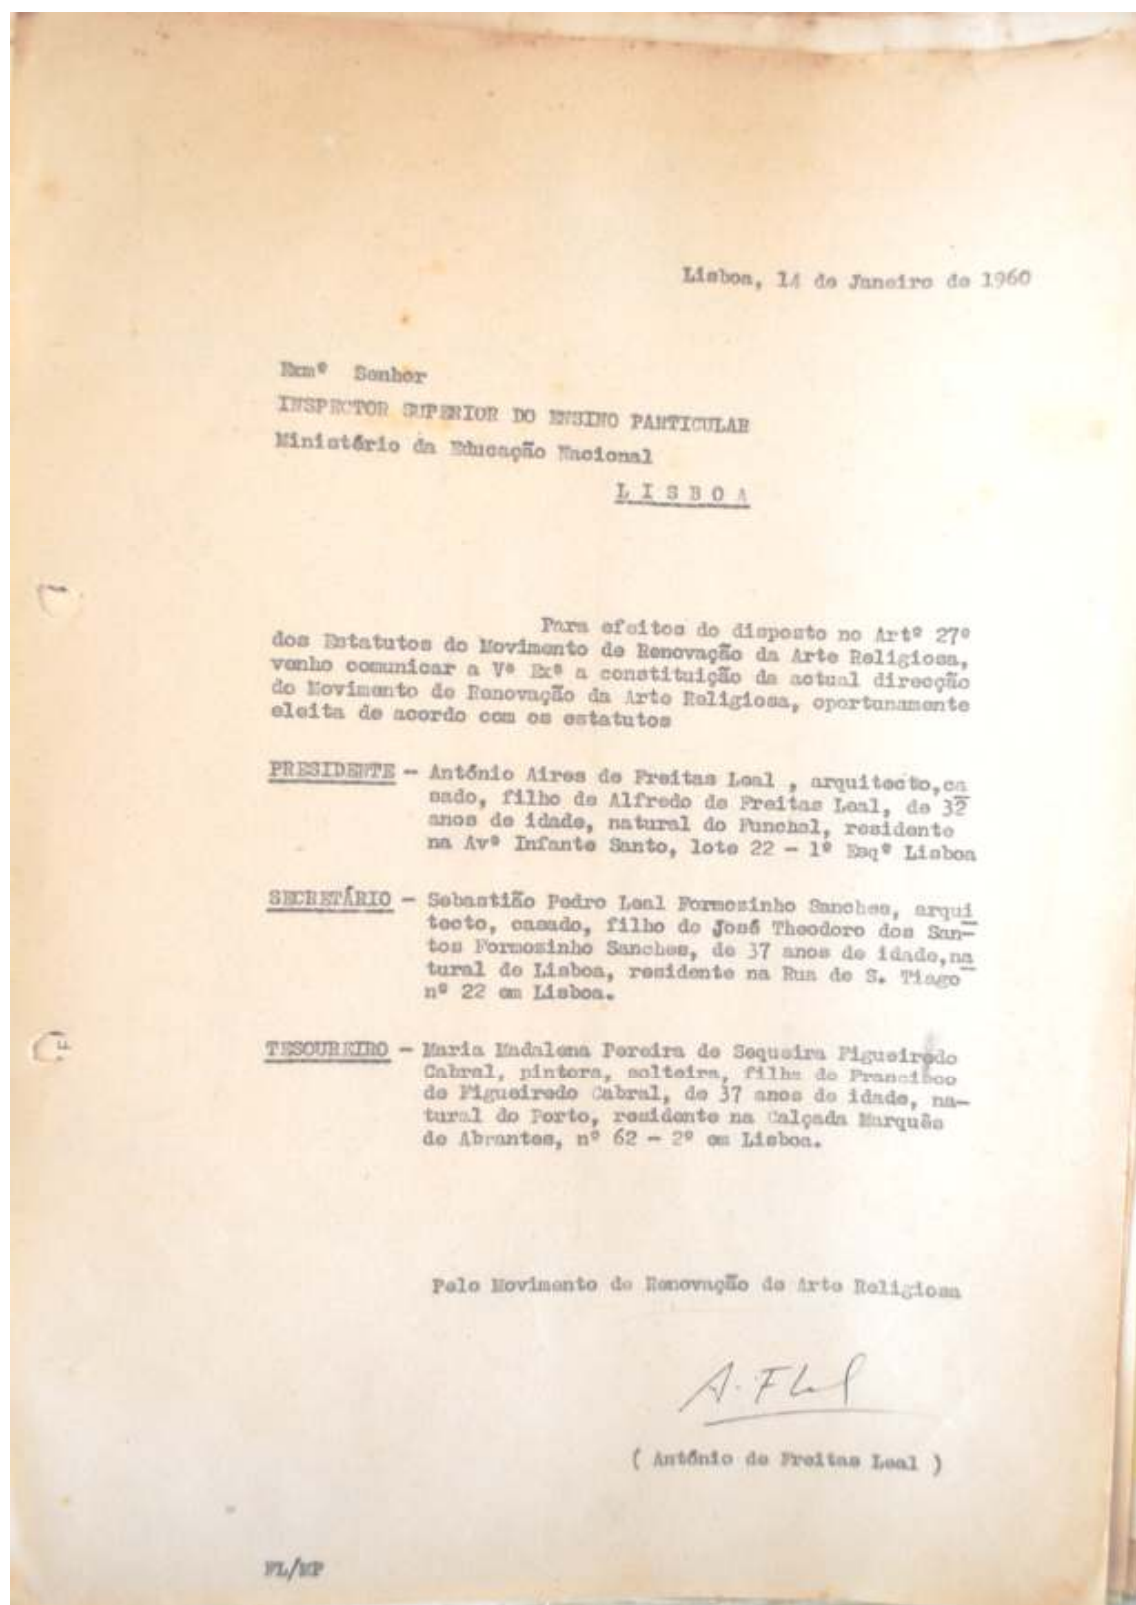 Lisboa, 14 de Janeiro de 1960
Exmº Senhor
INSPECTOR SUPERIOR DO ENSINO PARTICULAR
Ministério da Educação Nacional
LISBOA
Para efeitos do disposto no Artº 27º
dos Estatutos do Movimento de Renovação da Arte Religiosa,
venho comunicar a Vª Exª a constituição da actual direcção
do Movimento de Renovação da Arte Religiosa, oportunamente
eleita de acordo com os estatutos
PRESIDENTE - António Aires de Freitas Leal , arquitecto,ca
sado, filho de Alfredo de Freitas Leal, de 32
anos de idade, natural do Funchal, residente
na Avª Infante Santo, lote 22 - 1º Esqº Lisboa
SECRETÁRIO - Sebastião Pedro Leal Formosinho Sanches, arqui
tecto, casado, filho de José Theodoro dos San-
tos Formosinho Sanches, de 37 anos de idade,na
tural de Lisboa, residente na Rua de S. Tiago
nº 22 em Lisboa.
TESOUREIRO - Maria Madalena Pereira de Sequeira Figueiredo
Cabral, pintora, solteira, filha de Francisco
de Figueiredo Cabral, de 37 anos de idade, na-
tural do Porto, residente na Calçada Marquês
de Abrantes, nº 62 - 2º em Lisboa.
Pelo Movimento de Renovação de Arte Religiosa
A. FLeal
( António de Freitas Leal )
FL/MP